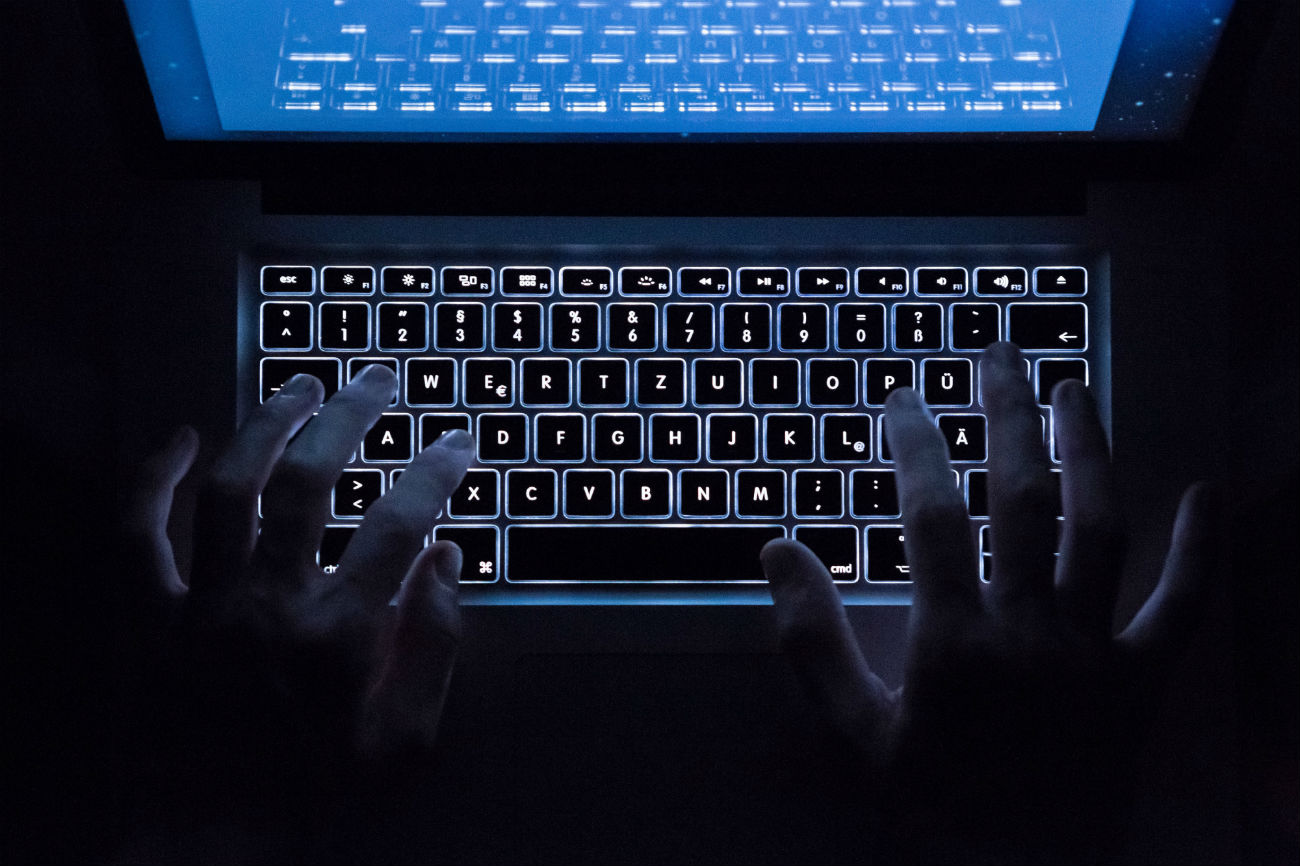 esc F1 F2 F3 F4 F5 F6 F7 F8 F9 F10 F11 F12
° ! " § $ % & / ( ) = ? `
^ 1 2 3 4 5 6 7 8 9 0 ß ´ ←
W E € R T Z U I O P Ü
A D F G H J K L @ Ä
> ; :
< X C V B N M , .
⌘ cmd ⌥